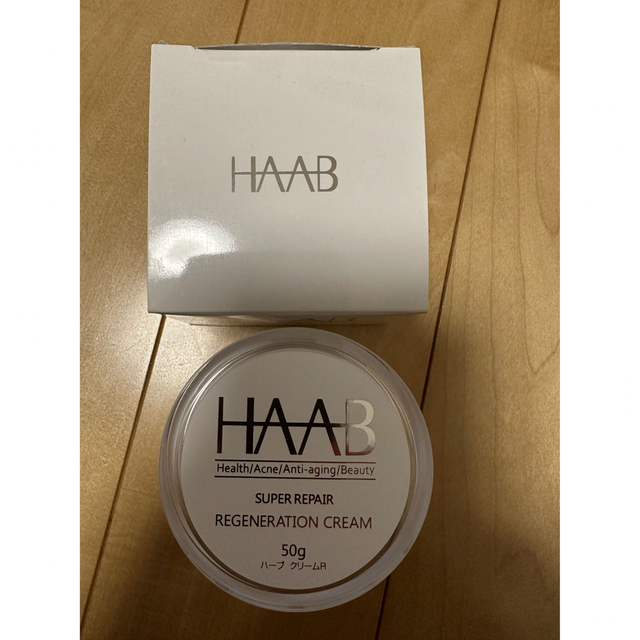 HAAB
HAAB
Health/Acne/Anti-aging/Beauty
SUPER REPAIR
REGENERATION CREAM
50g
ハーブ クリームR